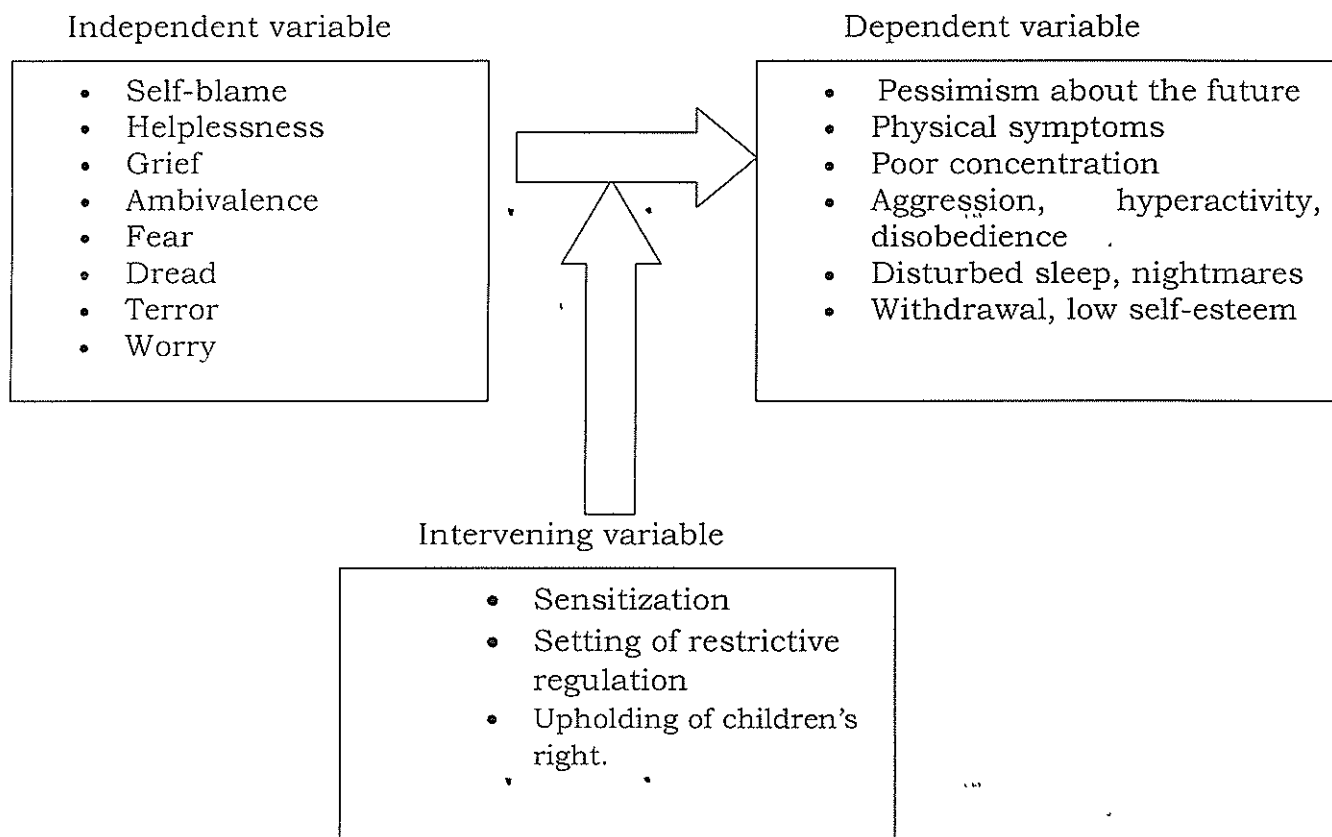 Independent variable
• Self-blame
• Helplessness
• Grief
• Ambivalence
• Fear
• Dread
• Terror
• Worry
Dependent variable
• Pessimism about the future
• Physical symptoms
• Poor concentration
• Aggression, hyperactivity,
disobedience
• Disturbed sleep, nightmares
• Withdrawal, low self-esteem
Intervening variable
• Sensitization
• Setting of restrictive
regulation
• Upholding of children's
right.